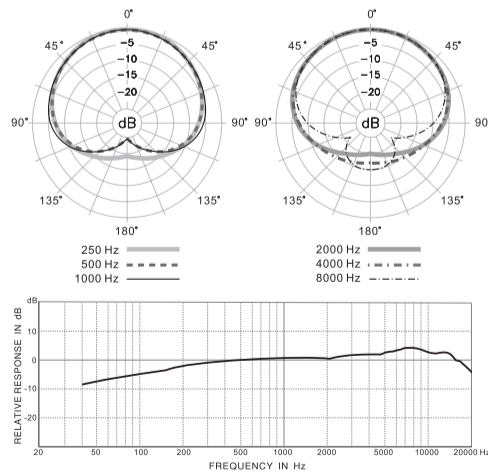 0°
45°
45°
-5
-10
-15
-20
90°
dB
90°
135°
135°
180°
250 Hz
500 Hz
1000 Hz
0°
45°
45°
-5
-10
-15
-20
90°
dB
90°
135°
135°
180°
2000 Hz
4000 Hz
8000 Hz
dB
10
0
-10
-20
RELATIVE RESPONSE IN dB
20 50 100 200 500 1000 2000 5000 10000 20000 Hz
FREQUENCY IN Hz